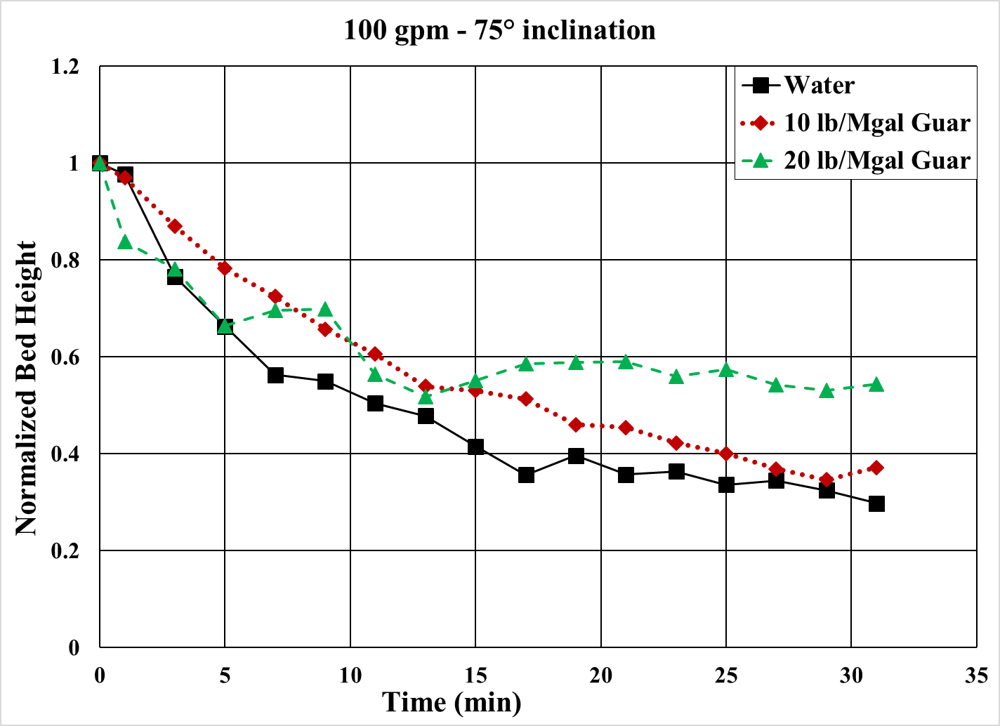 100 gpm - 75° inclination
Normalized Bed Height
1.2
1
0.8
0.6
0.4
0.2
0
Water
10 lb/Mgal Guar
20 lb/Mgal Guar
0 5 10 15 20 25 30 35
Time (min)